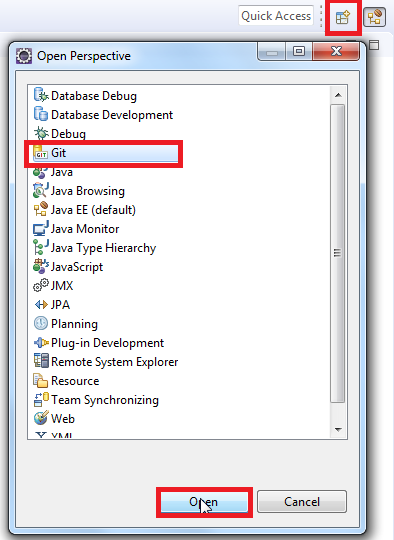 Quick Access
Open Perspective
Database Debug
Database Development
Debug
GIT Git
Java
Java Browsing
Java EE (default)
Java Monitor
Java Type Hierarchy
JavaScript
JMX
JPA
Planning
Plug-in Development
Remote System Explorer
Resource
Team Synchronizing
Web
XML
Open Cancel